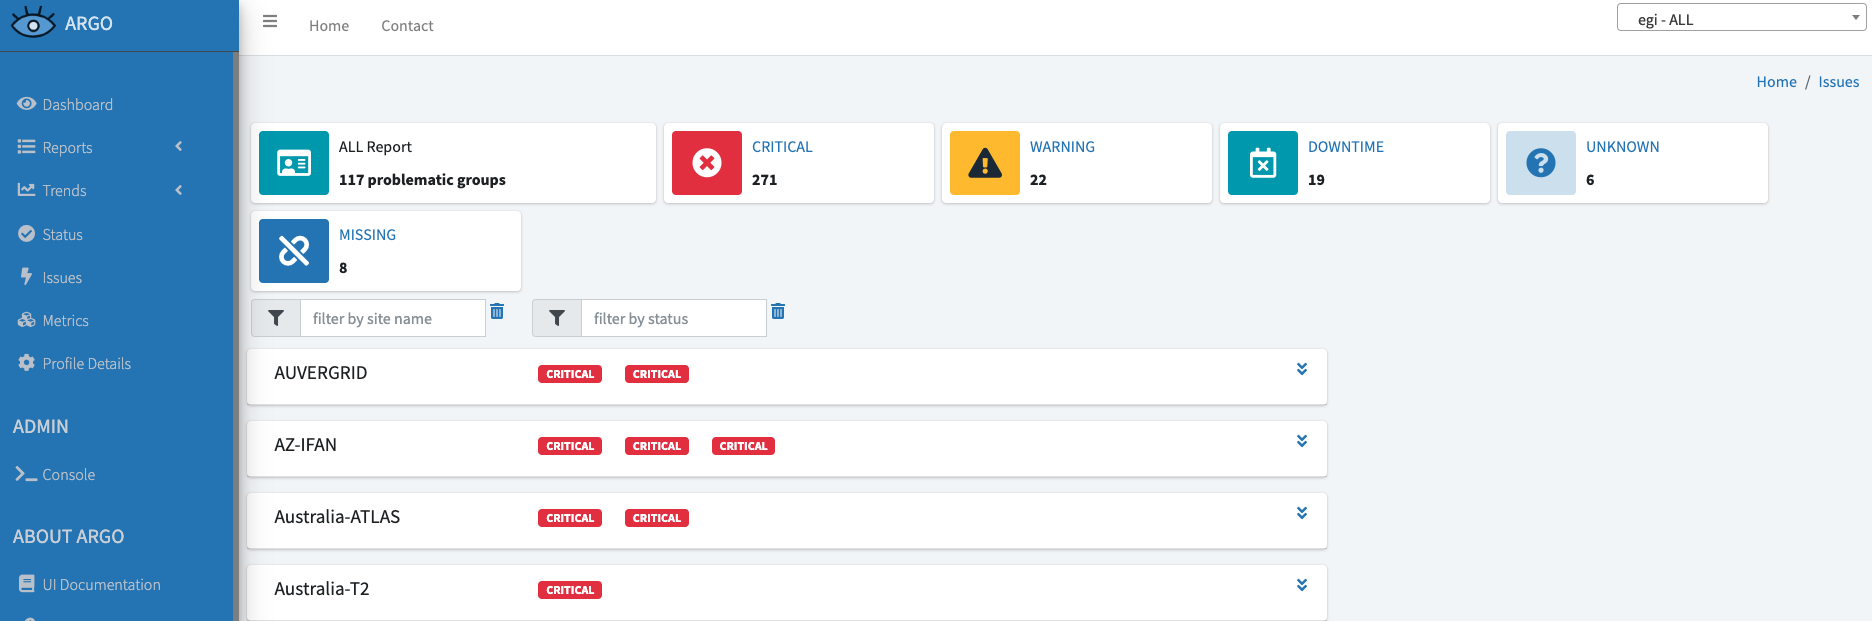 ARGO
Home
Contact
egi - ALL
Home / Issues
Dashboard
Reports
Trends
Status
Issues
Metrics
Profile Details
ADMIN
Console
ABOUT ARGO
UI Documentation
ALL Report
117 problematic groups
CRITICAL
271
WARNING
22
DOWNTIME
19
UNKNOWN
6
MISSING
8
filter by site name
filter by status
AUVERGRID CRITICAL CRITICAL
AZ-IFAN CRITICAL CRITICAL CRITICAL
Australia-ATLAS CRITICAL CRITICAL
Australia-T2 CRITICAL